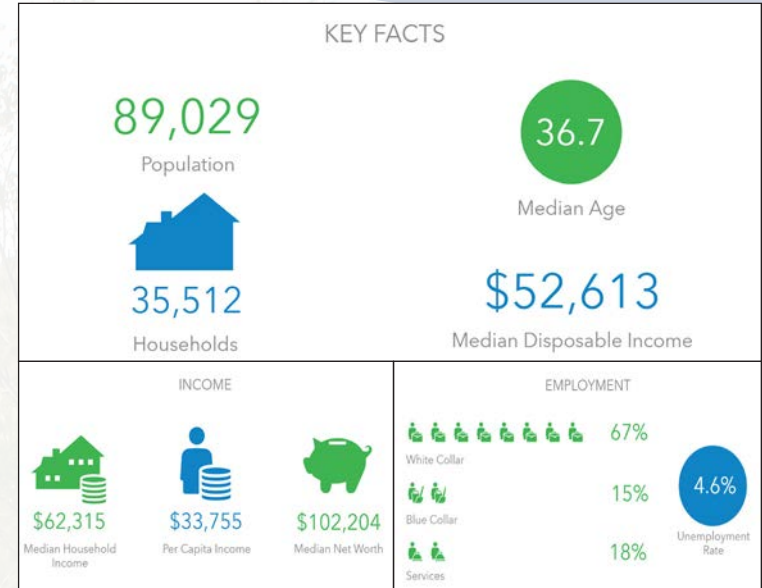 KEY FACTS
89,029
Population
36.7
Median Age
35,512
Households
$52,613
Median Disposable Income
INCOME
$62,315
Median Household
Income
$33,755
Per Capita Income
$102,204
Median Net Worth
EMPLOYMENT
67%
White Collar
15%
Blue Collar
18%
Services
4.6%
Unemployment
Rate